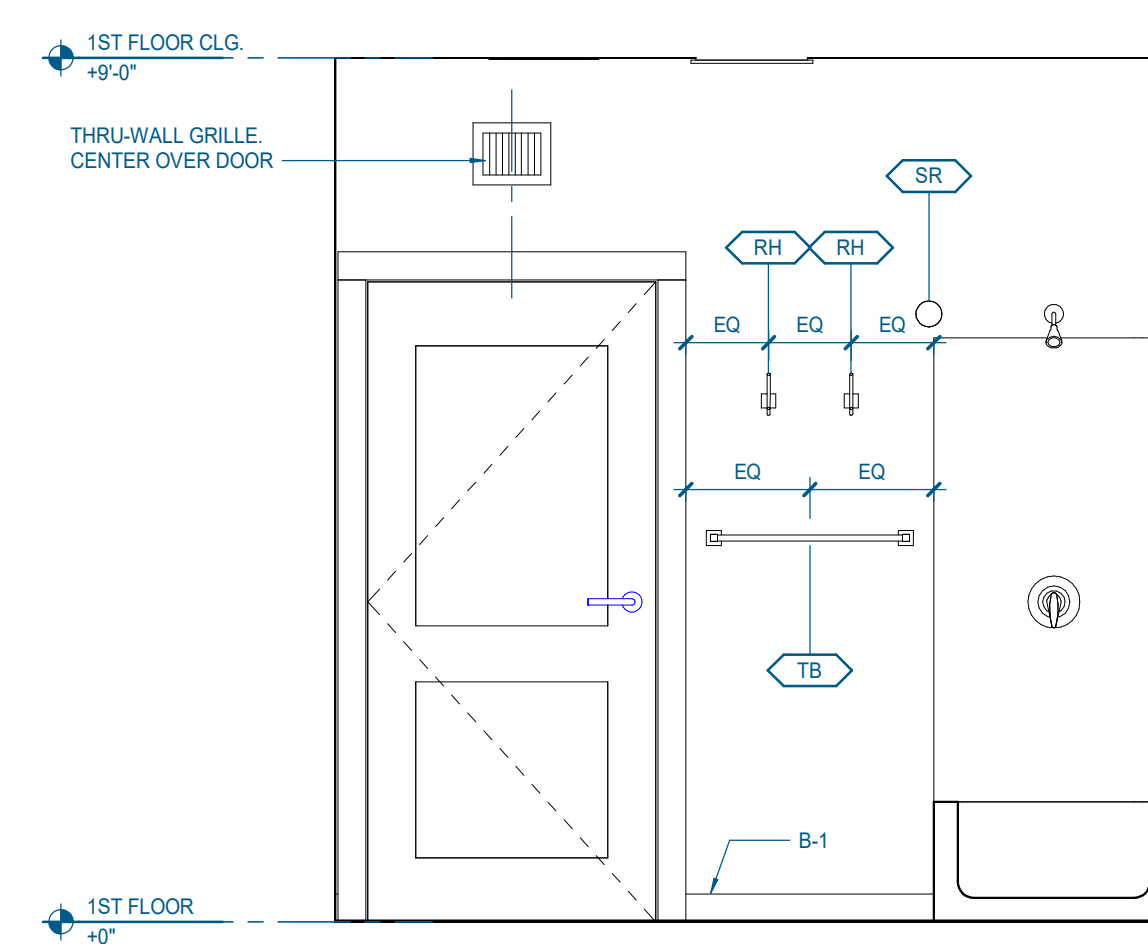 1ST FLOOR CLG.
+9'-0"
THRU-WALL GRILLE.
CENTER OVER DOOR
SR
RH RH
EQ EQ EQ
EQ EQ
TB
B-1
1ST FLOOR
+0"